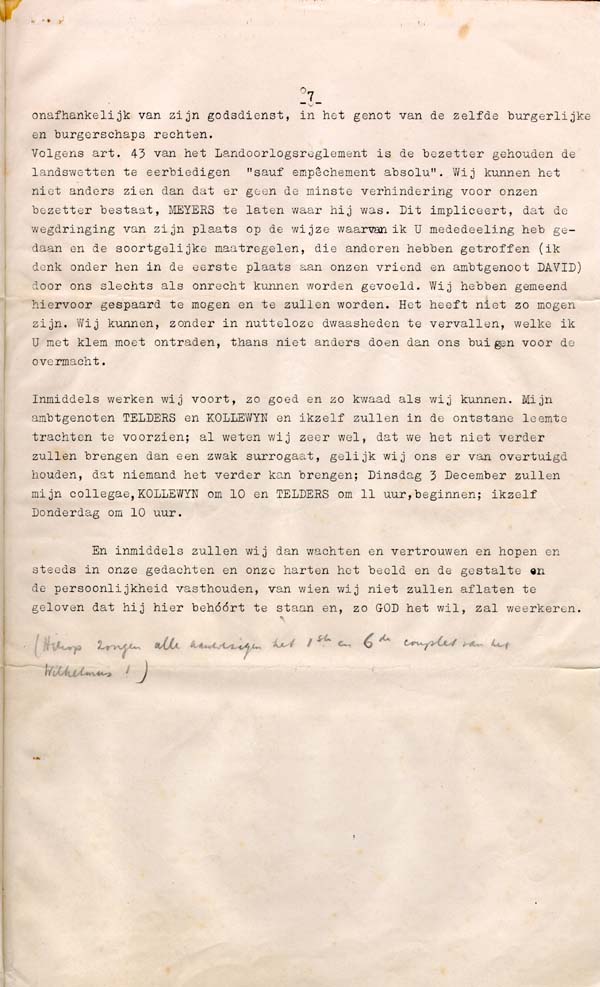 -7-
onafhankelijk van zijn godsdienst, in het genot van de zelfde burgerlijke
en burgerschaps rechten.
Volgens art. 43 van het Landoorlogsreglement is de bezetter gehouden de
landswetten te eerbiedigen "sauf empêchement absolu". Wij kunnen het
niet anders zien dan dat er geen de minste verhindering voor onzen
bezetter bestaat, MEYERS te laten waar hij was. Dit impliceert, dat de
wegdringing van zijn plaats op de wijze waarvan ik U mededeeling heb ge-
daan en de soortgelijke maatregelen, die anderen hebben getroffen (ik
denk onder hen in de eerste plaats aan onzen vriend en ambtgenoot DAVID)
door ons slechts als onrecht kunnen worden gevoeld. Wij hebben gemeend
hiervoor gespaard te mogen en te zullen worden. Het heeft niet zo mogen
zijn. Wij kunnen, zonder in nutteloze dwaasheden te vervallen, welke ik
U met klem moet ontraden, thans niet anders doen dan ons buigen voor de
overmacht.
Inmiddels werken wij voort, zo goed en zo kwaad als wij kunnen. Mijn
ambtgenoten TELDERS en KOLLEWYN en ikzelf zullen in de ontstane leemte
trachten te voorzien; al weten wij zeer wel, dat we het niet verder
zullen brengen dan een zwak surrogaat, gelijk wij ons er van overtuigd
houden, dat niemand het verder kan brengen; Dinsdag 3 December zullen
mijn collegae,KOLLEWYN om 10 en TELDERS om 11 uur,beginnen; ikzelf
Donderdag om 10 uur.
En inmiddels zullen wij dan wachten en vertrouwen en hopen en
steeds in onze gedachten en onze harten het beeld en de gestalte en
de persoonlijkheid vasthouden, van wien wij niet zullen aflaten te
geloven dat hij hier behóórt te staan en, zo GOD het wil, zal weerkeren.
(Hierop zongen alle aanwezigen het 1ste en 6de couplet van het
Wilhelmus!)